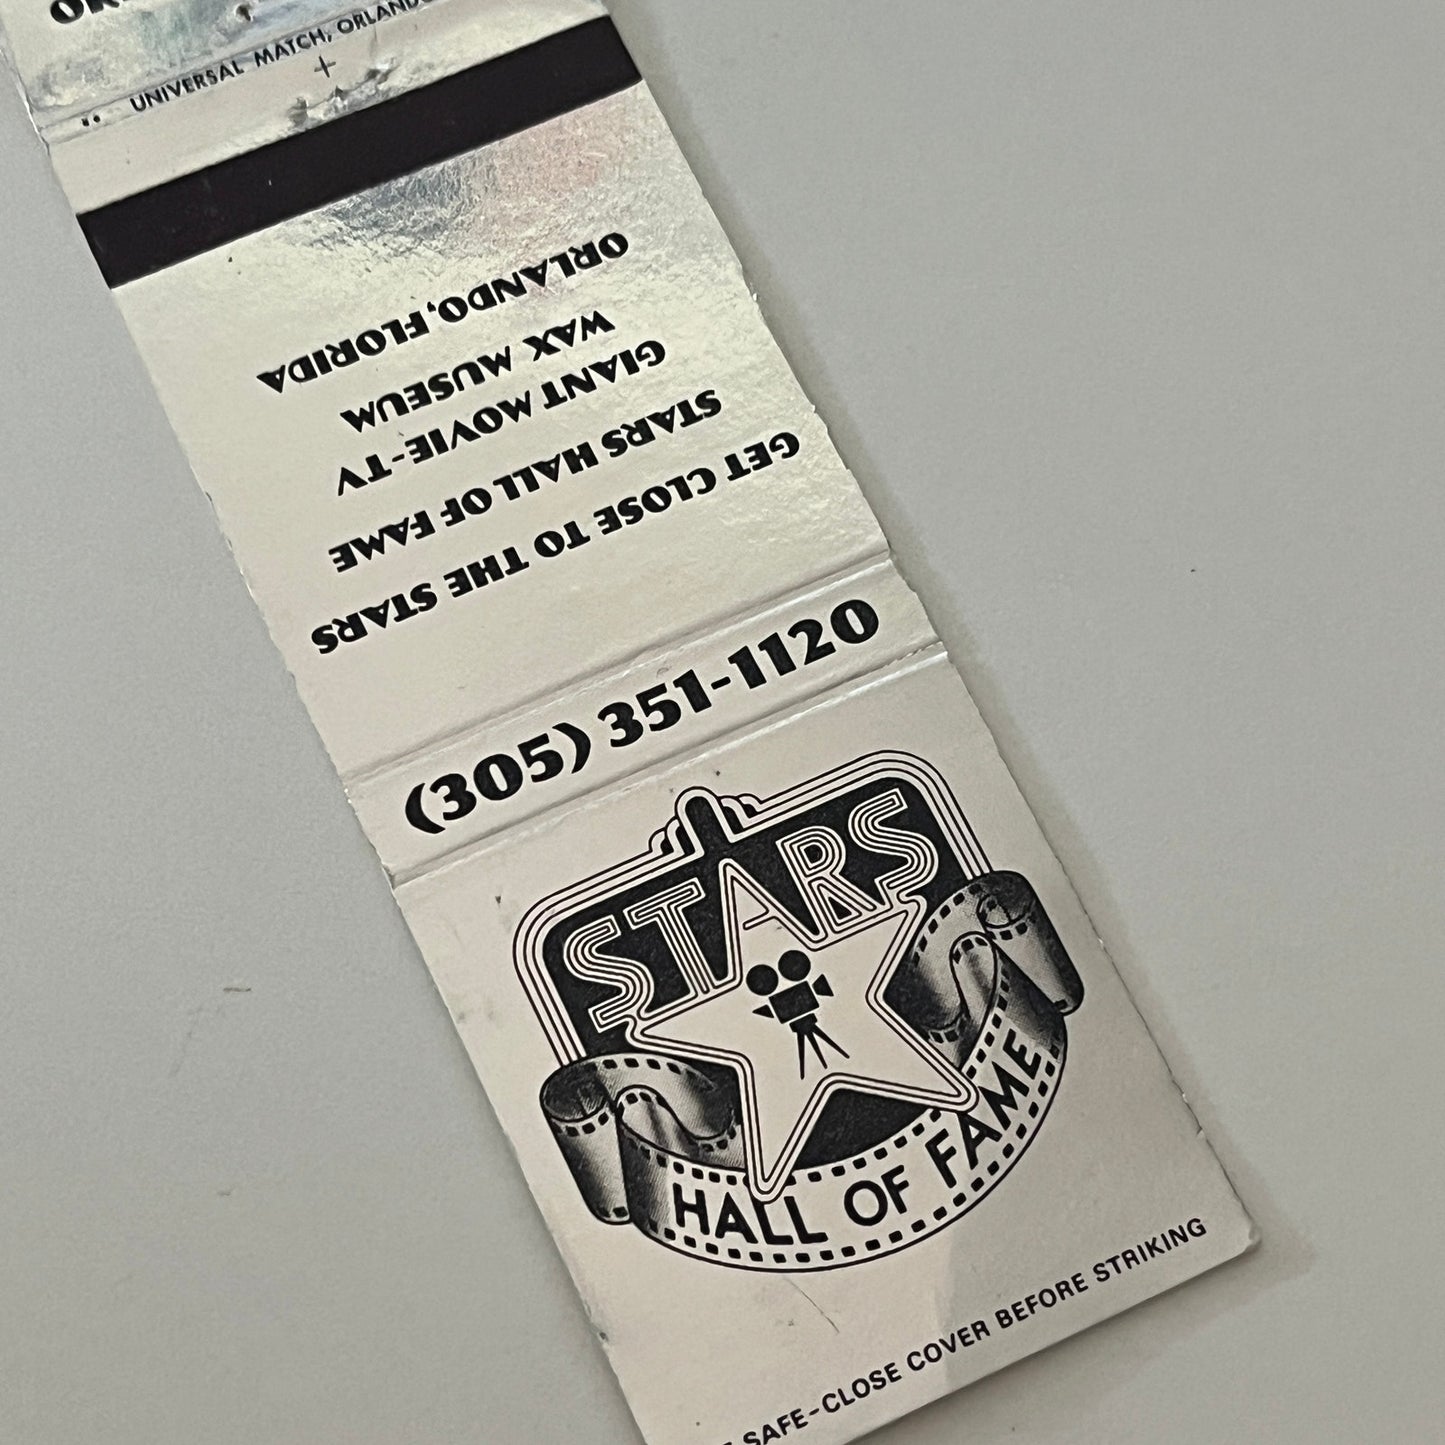 UNIVERSAL MATCH, ORLANDO
GET CLOSE TO THE STARS
STARS HALL OF FAME
GIANT MOVIE-TV
WAX MUSEUM
ORLANDO, FLORIDA
(305) 351-1120
STARS
HALL OF FAME
SAFE-CLOSE COVER BEFORE STRIKING